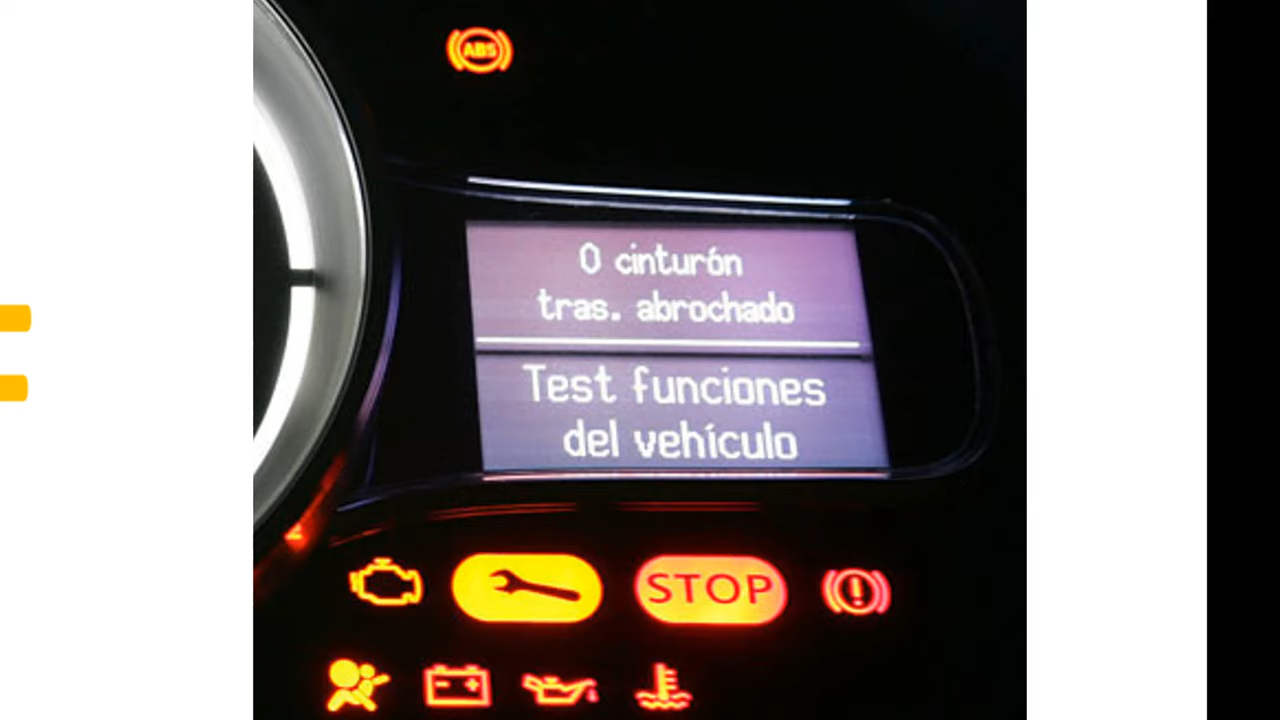 ABS
0 cinturón
tras. abrochado
Test funciones
del vehículo
STOP